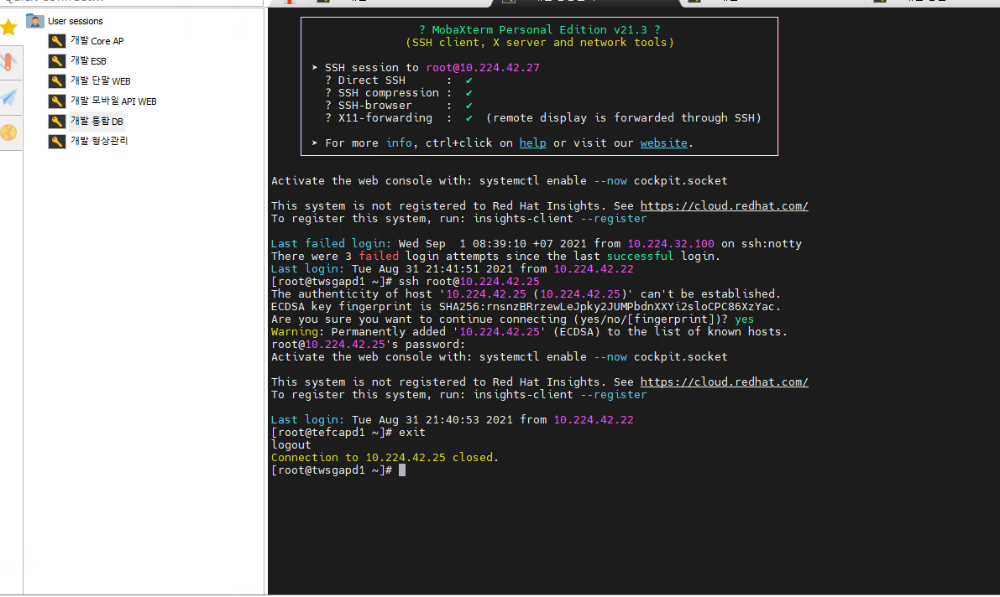 User sessions
개발 Core AP
개발 ESB
개발 단말 WEB
개발 모바일 API WEB
개발 통합 DB
개발 형상관리
? MobaXterm Personal Edition v21.3 ?
(SSH client, X server and network tools)
➤ SSH session to root@10.224.42.27
? Direct SSH : ✔
? SSH compression : ✔
? SSH-browser : ✔
? X11-forwarding : ✔ (remote display is forwarded through SSH)
➤ For more info, ctrl+click on help or visit our website.
Activate the web console with: systemctl enable --now cockpit.socket
This system is not registered to Red Hat Insights. See https://cloud.redhat.com/
To register this system, run: insights-client --register
Last failed login: Wed Sep  1 08:39:10 +07 2021 from 10.224.32.100 on ssh:notty
There were 3 failed login attempts since the last successful login.
Last login: Tue Aug 31 21:41:51 2021 from 10.224.42.22
[root@twsgapd1 ~]# ssh root@10.224.42.25
The authenticity of host '10.224.42.25 (10.224.42.25)' can't be established.
ECDSA key fingerprint is SHA256:rnsnzBRrzewLeJpky2JUMPbdnXXYi2sloCPC86XzYac.
Are you sure you want to continue connecting (yes/no/[fingerprint])? yes
Warning: Permanently added '10.224.42.25' (ECDSA) to the list of known hosts.
root@10.224.42.25's password:
Activate the web console with: systemctl enable --now cockpit.socket
This system is not registered to Red Hat Insights. See https://cloud.redhat.com/
To register this system, run: insights-client --register
Last login: Tue Aug 31 21:40:53 2021 from 10.224.42.22
[root@tefcapd1 ~]# exit
logout
Connection to 10.224.42.25 closed.
[root@twsgapd1 ~]#